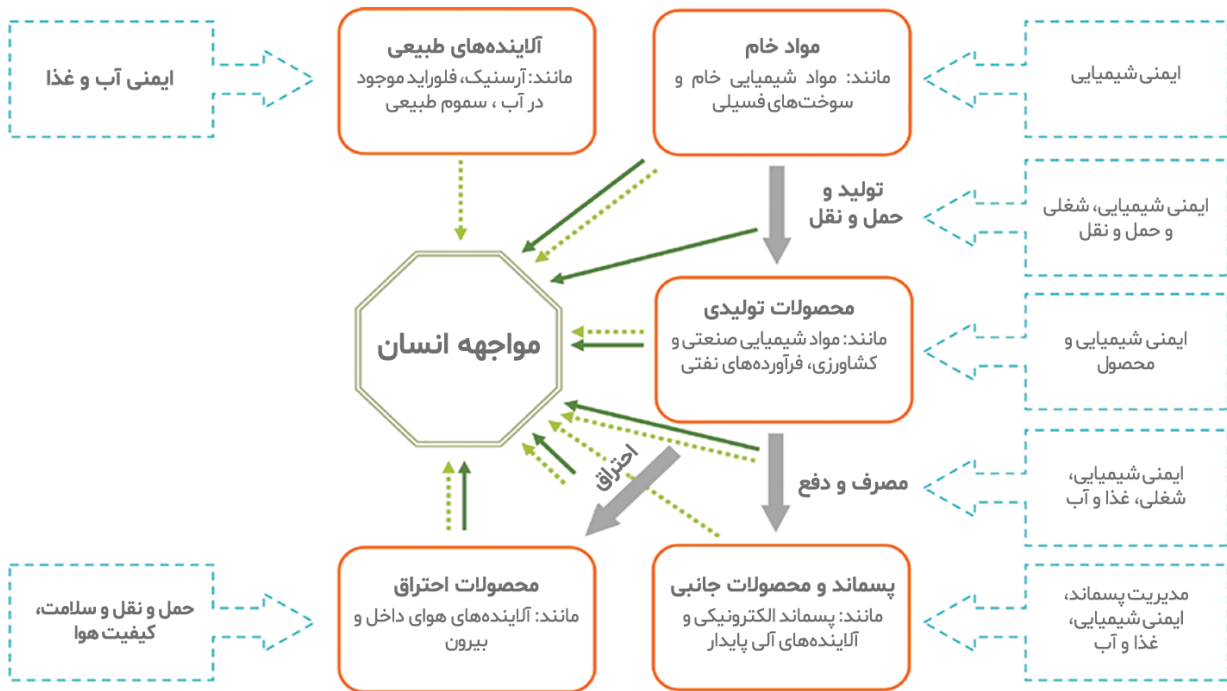 ایمنی شیمیایی
مواد خام
مانند: مواد شیمیایی خام و
سوخت‌های فسیلی
آلاینده‌های طبیعی
مانند: آرسنیک، فلوراید موجود
در آب ، سموم طبیعی
ایمنی آب و غذا
ایمنی شیمیایی، شغلی
و حمل و نقل
تولید و
حمل و نقل
ایمنی شیمیایی و
محصول
محصولات تولیدی
مانند: مواد شیمیایی صنعتی و
کشاورزی، فرآورده‌های نفتی
مواجهه انسان
ایمنی شیمیایی،
شغلی، غذا و آب
مصرف و دفع
احتراق
مدیریت پسماند،
ایمنی شیمیایی،
غذا و آب
پسماند و محصولات جانبی
مانند: پسماند الکترونیکی و
آلاینده‌های آلی پایدار
محصولات احتراق
مانند: آلاینده‌های هوای داخل و
بیرون
حمل و نقل و سلامت،
کیفیت هوا